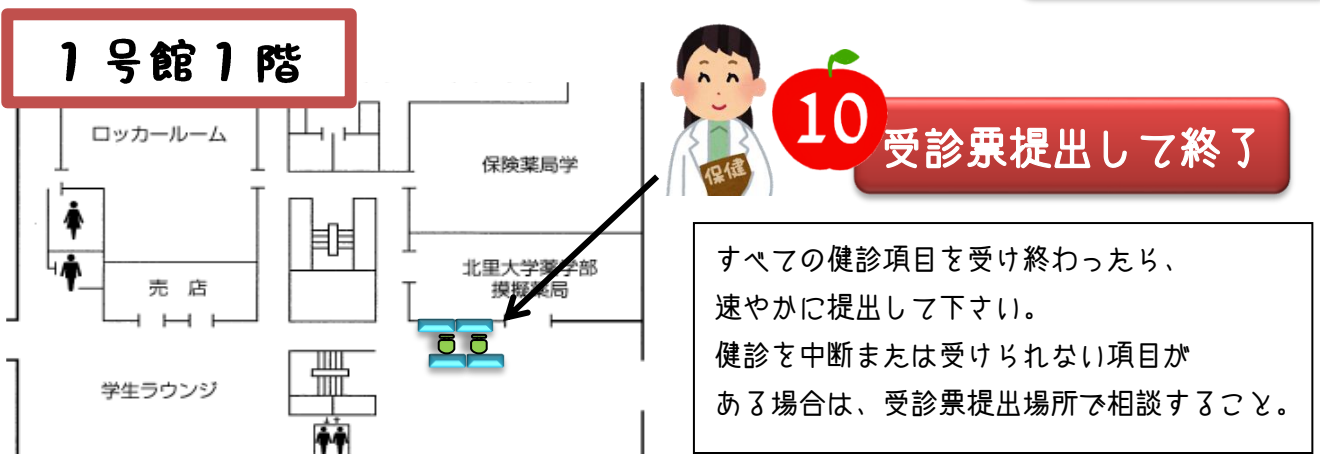 1号館1階
10
受診票提出して終了
保健
ロッカールーム
保険薬局学
北里大学薬学部
摸擬薬局
売店
学生ラウンジ
すべての健診項目を受け終わったら、
速やかに提出して下さい。
健診を中断または受けられない項目が
ある場合は、受診票提出場所で相談すること。